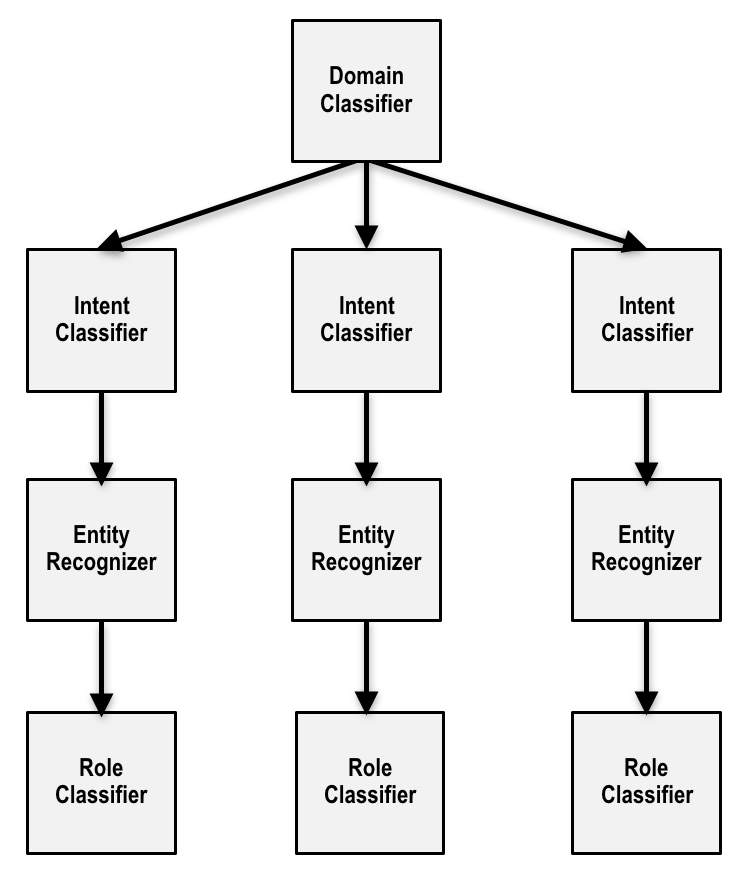 Domain
Classifier
Intent
Classifier
Intent
Classifier
Intent
Classifier
Entity
Recognizer
Entity
Recognizer
Entity
Recognizer
Role
Classifier
Role
Classifier
Role
Classifier